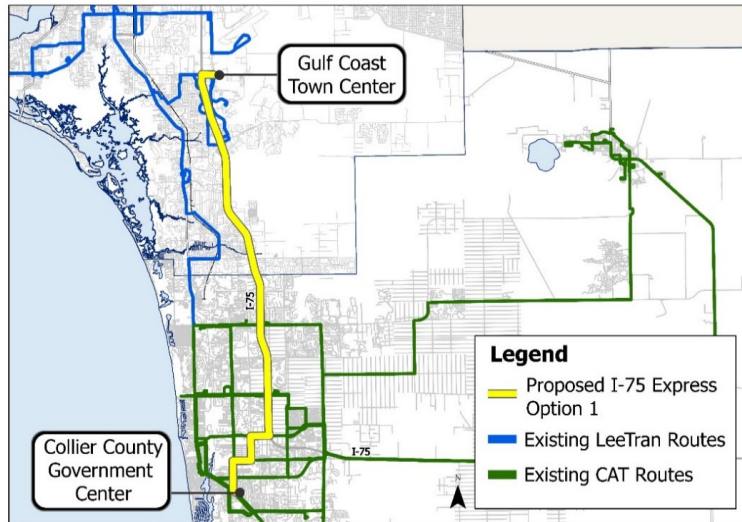 Gulf Coast
Town Center
I-75
Legend
Proposed I-75 Express
Option 1
Existing LeeTran Routes
Existing CAT Routes
Collier County
Government
Center
I-75
N